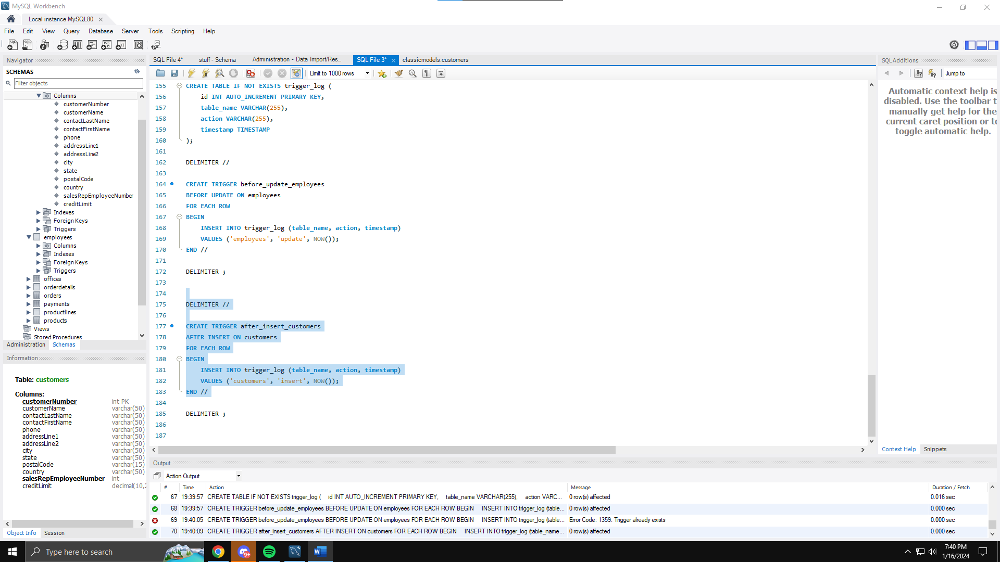 MySQL Workbench
Local instance MySQL80
File Edit View Query Database Server Tools Scripting Help
Navigator
SCHEMAS
Filter objects
Columns
customerNumber
customerName
contactLastName
contactFirstName
phone
addressLine1
addressLine2
city
state
postalCode
country
salesRepEmployeeNumber
creditLimit
Indexes
Foreign Keys
Triggers
employees
Columns
Indexes
Foreign Keys
Triggers
offices
orderdetails
orders
payments
productlines
products
Views
Stored Procedures
Administration Schemas
Information
Table: customers
Columns:
customerNumber int PK
customerName varchar(50)
contactLastName varchar(50)
contactFirstName varchar(50)
phone varchar(50)
addressLine1 varchar(50)
addressLine2 varchar(50)
city varchar(50)
state varchar(50)
postalCode varchar(15)
country varchar(50)
salesRepEmployeeNumber int
creditLimit decimal(10,2
Object Info Session
SQL File 4* stuff - Schema Administration - Data Import/Res... SQL File 3* classicmodels.customers
Limit to 1000 rows
155 CREATE TABLE IF NOT EXISTS trigger_log (
156 id INT AUTO_INCREMENT PRIMARY KEY,
157 table_name VARCHAR(255),
158 action VARCHAR(255),
159 timestamp TIMESTAMP
160 );
161
162 DELIMITER //
163
164 CREATE TRIGGER before_update_employees
165 BEFORE UPDATE ON employees
166 FOR EACH ROW
167 BEGIN
168 INSERT INTO trigger_log (table_name, action, timestamp)
169 VALUES ('employees', 'update', NOW());
170 END //
171
172 DELIMITER ;
173
174
175 DELIMITER //
176
177 CREATE TRIGGER after_insert_customers
178 AFTER INSERT ON customers
179 FOR EACH ROW
180 BEGIN
181 INSERT INTO trigger_log (table_name, action, timestamp)
182 VALUES ('customers', 'insert', NOW());
183 END //
184
185 DELIMITER ;
186
187
SQLAdditions
Jump to
Automatic context help is
disabled. Use the toolbar t
manually get help for the
current caret position or to
toggle automatic help.
Context Help Snippets
Output
Action Output
# Time Action Message Duration / Fetch
67 19:39:57 CREATE TABLE IF NOT EXISTS trigger_log ( id INT AUTO_INCREMENT PRIMARY KEY, table_name VARCHAR(255), action VARC... 0 row(s) affected 0.016 sec
68 19:39:57 CREATE TRIGGER before_update_employees BEFORE UPDATE ON employees FOR EACH ROW BEGIN INSERT INTO trigger_log (table... 0 row(s) affected 0.000 sec
69 19:40:05 CREATE TRIGGER before_update_employees BEFORE UPDATE ON employees FOR EACH ROW BEGIN INSERT INTO trigger_log (table... Error Code: 1359. Trigger already exists 0.000 sec
70 19:40:09 CREATE TRIGGER after_insert_customers AFTER INSERT ON customers FOR EACH ROW BEGIN INSERT INTO trigger_log (table_name... 0 row(s) affected 0.000 sec
Type here to search
9+
7:40 PM
1/16/2024